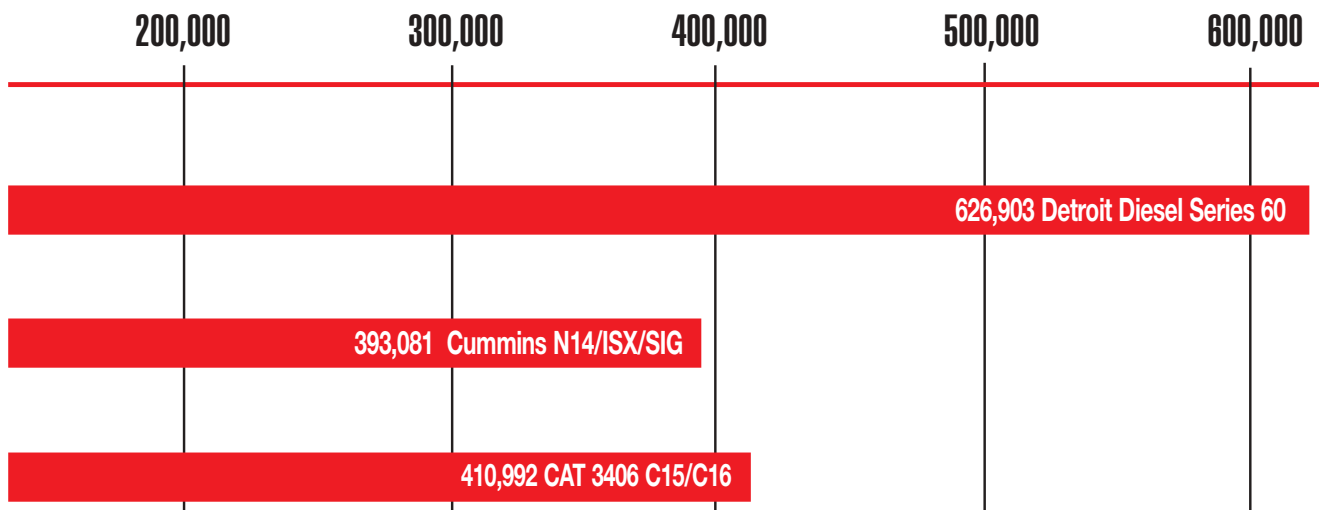 200,000 300,000 400,000 500,000 600,000
626,903 Detroit Diesel Series 60
393,081 Cummins N14/ISX/SIG
410,992 CAT 3406 C15/C16